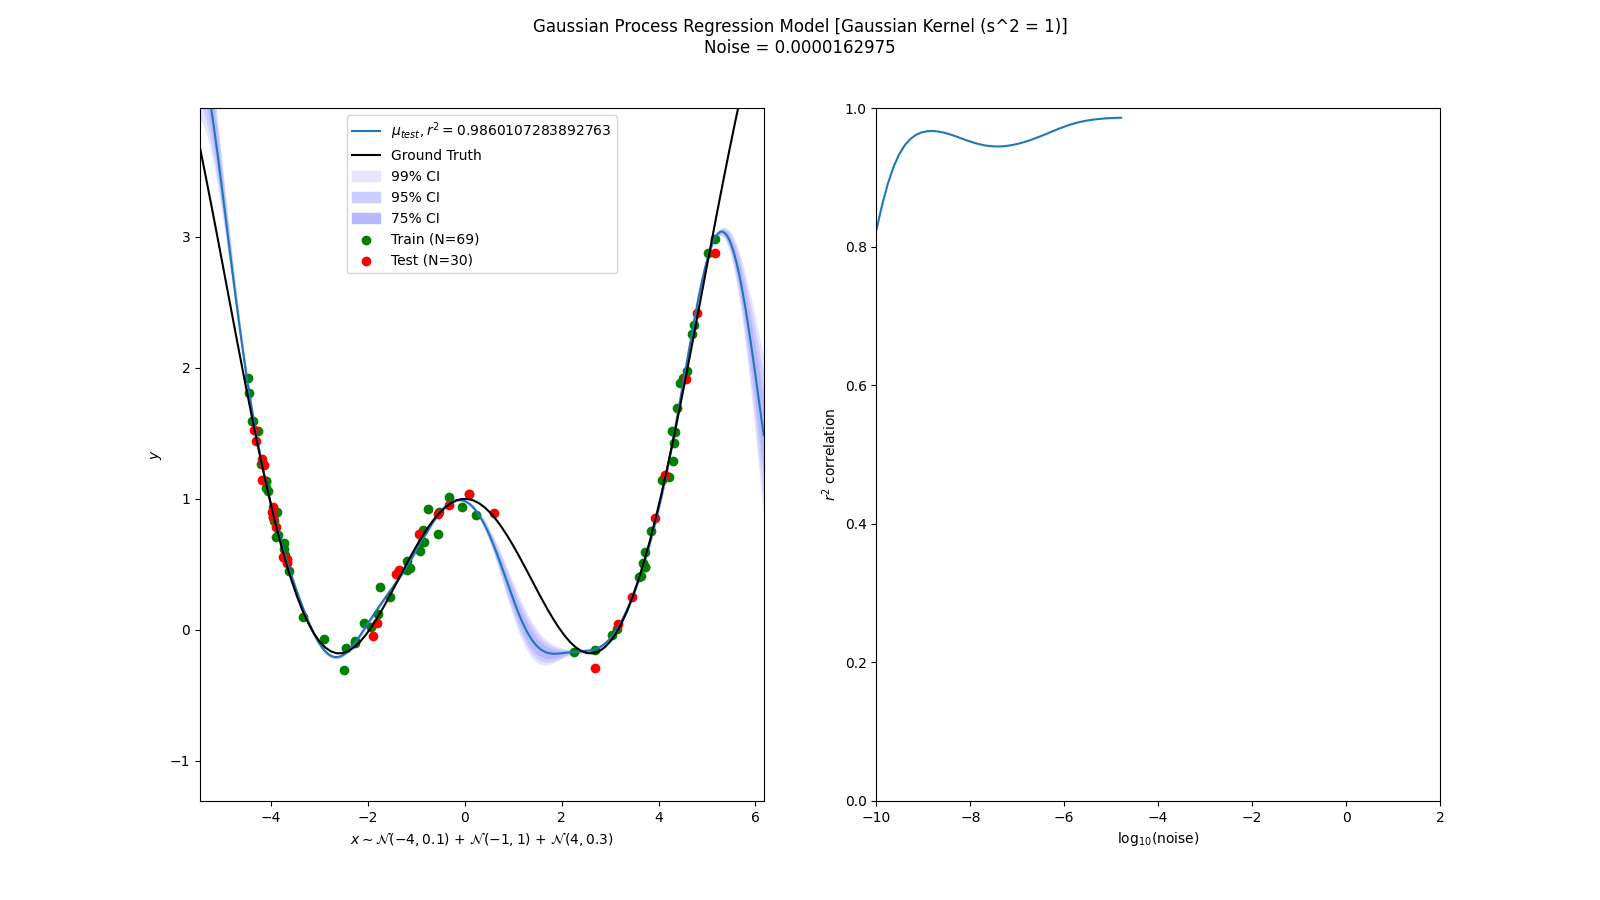 Gaussian Process Regression Model [Gaussian Kernel (s^2 = 1)]
Noise = 0.0000162975
μ_test, r² = 0.9860107283892763
Ground Truth
99% CI
95% CI
75% CI
Train (N=69)
Test (N=30)
3
2
1
0
−1
y
−4
−2
0
2
4
6
x ~ 𝒩(−4, 0.1) + 𝒩(−1, 1) + 𝒩(4, 0.3)
1.0
0.8
0.6
0.4
0.2
0.0
r² correlation
−10
−8
−6
−4
−2
0
2
log₁₀(noise)